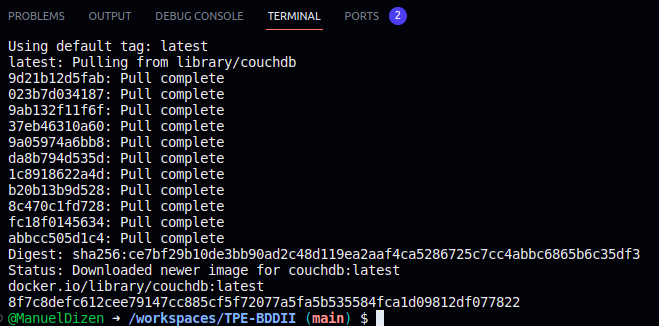 PROBLEMS OUTPUT DEBUG CONSOLE TERMINAL PORTS 2
Using default tag: latest
latest: Pulling from library/couchdb
9d21b12d5fab: Pull complete
023b7d034187: Pull complete
9ab132f11f6f: Pull complete
37eb46310a60: Pull complete
9a05974a6bb8: Pull complete
da8b794d535d: Pull complete
1c8918622a4d: Pull complete
b20b13b9d528: Pull complete
8c470c1fd728: Pull complete
fc18f0145634: Pull complete
abbcc505d1c4: Pull complete
Digest: sha256:ce7bf29b10de3bb90ad2c48d119ea2aaf4ca5286725c7cc4abbc6865b6c35df3
Status: Downloaded newer image for couchdb:latest
docker.io/library/couchdb:latest
8f7c8defc612cee79147cc885cf5f72077a5fa5b535584fca1d09812df077822
@ManuelDizen ➜ /workspaces/TPE-BDDII (main) $